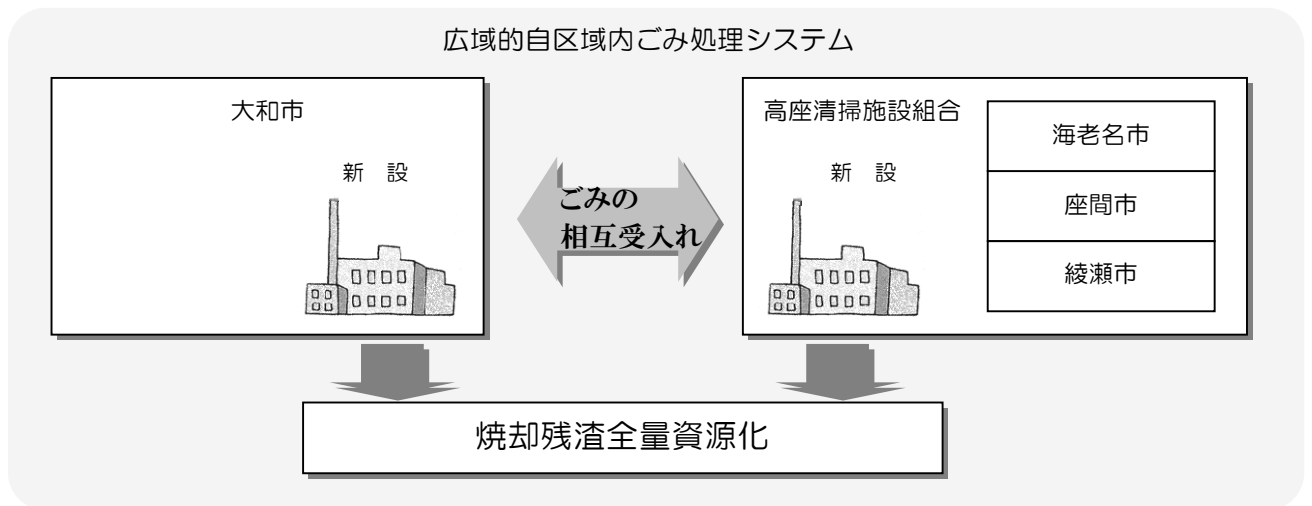 広域的自区域内ごみ処理システム
大和市
新 設
ごみの
相互受入れ
高座清掃施設組合
新 設
海老名市
座間市
綾瀬市
焼却残渣全量資源化